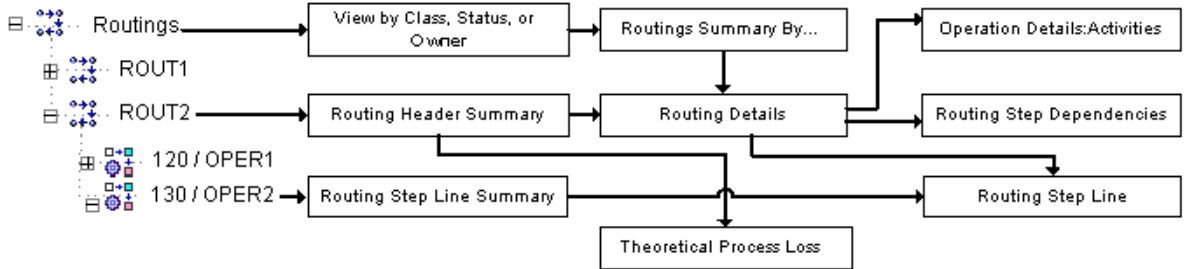 Routings
View by Class, Status, or
Owner
Routings Summary By...
Operation Details:Activities
ROUT1
ROUT2
Routing Header Summary
Routing Details
Routing Step Dependencies
120 / OPER1
130 / OPER2
Routing Step Line Summary
Routing Step Line
Theoretical Process Loss